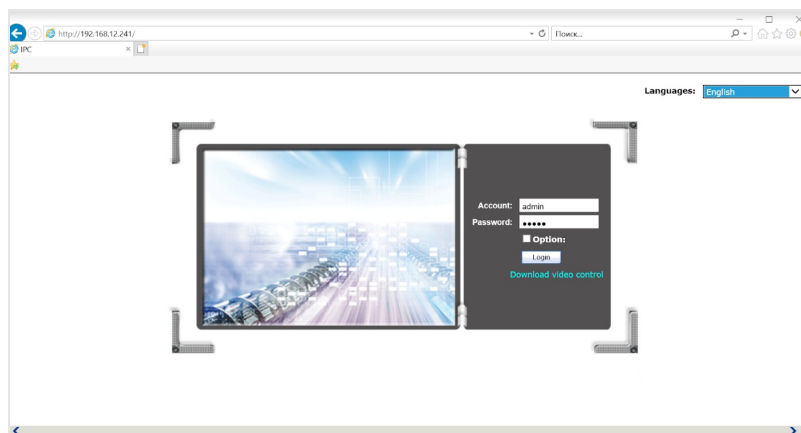 http://192.168.12.241/
Поиск...
IPC
Languages: English
Account: admin
Password: •••••
Option:
Login
Download video control